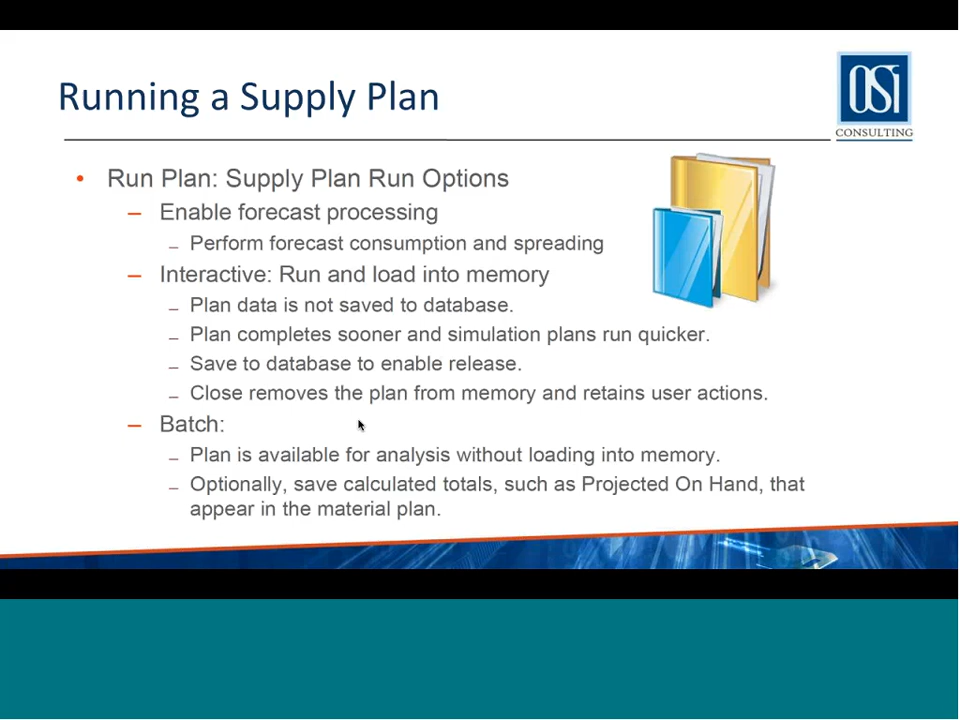 Running a Supply Plan
OSI
CONSULTING
• Run Plan: Supply Plan Run Options
– Enable forecast processing
– Perform forecast consumption and spreading
– Interactive: Run and load into memory
– Plan data is not saved to database.
– Plan completes sooner and simulation plans run quicker.
– Save to database to enable release.
– Close removes the plan from memory and retains user actions.
– Batch:
– Plan is available for analysis without loading into memory.
– Optionally, save calculated totals, such as Projected On Hand, that
appear in the material plan.